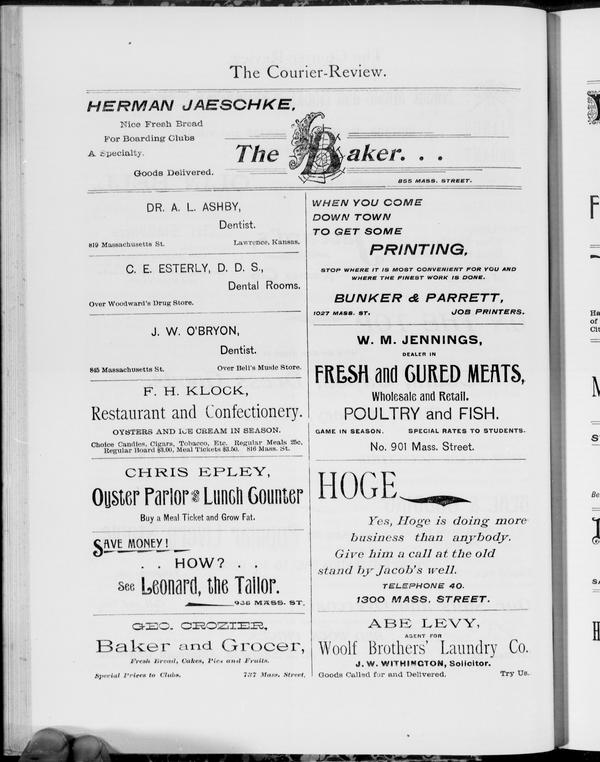 The Courier-Review.
HERMAN JAESCHKE,
Nice Fresh Bread
For Boarding Clubs
A Specialty.
Goods Delivered.
The Baker. . .
855 MASS. STREET.
DR. A. L. ASHBY,
Dentist.
819 Massachusetts St. Lawrence, Kansas.
C. E. ESTERLY, D. D. S.,
Dental Rooms.
Over Woodward's Drug Store.
J. W. O'BRYON,
Dentist.
845 Massachusetts St. Over Bell's Music Store.
F. H. KLOCK,
Restaurant and Confectionery.
OYSTERS AND ICE CREAM IN SEASON.
Choice Candies, Cigars, Tobacco, Etc. Regular Meals 25c,
Regular Board $3.00, Meal Tickets $3.50. 816 Mass. St.
CHRIS EPLEY,
Oyster Parlor and Lunch Counter
Buy a Meal Ticket and Grow Fat.
SAVE MONEY!
. . HOW? . .
See Leonard, the Tailor.
936 MASS. ST.
GEO. CROZIER,
Baker and Grocer,
Fresh Bread, Cakes, Pies and Fruits.
Special Prices to Clubs. 737 Mass. Street.
WHEN YOU COME
DOWN TOWN
TO GET SOME
PRINTING,
STOP WHERE IT IS MOST CONVENIENT FOR YOU AND
WHERE THE FINEST WORK IS DONE.
BUNKER & PARRETT,
1027 MASS. ST. JOB PRINTERS.
W. M. JENNINGS,
DEALER IN
FRESH and CURED MEATS,
Wholesale and Retail.
POULTRY and FISH.
GAME IN SEASON. SPECIAL RATES TO STUDENTS.
No. 901 Mass. Street.
HOGE
Yes, Hoge is doing more
business than anybody.
Give him a call at the old
stand by Jacob's well.
TELEPHONE 40.
1300 MASS. STREET.
ABE LEVY,
AGENT FOR
Woolf Brothers' Laundry Co.
J. W. WITHINGTON, Solicitor.
Goods Called for and Delivered. Try Us.